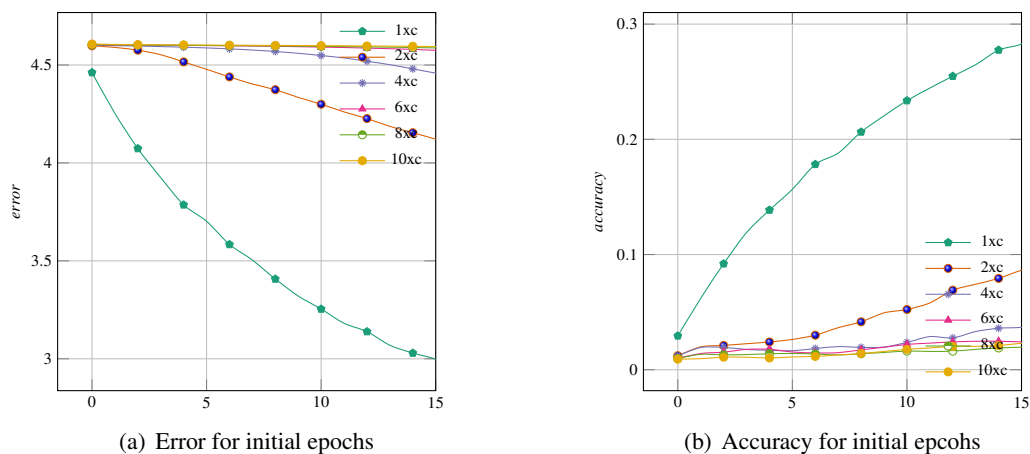 1xc
2xc
4xc
6xc
8xc
10xc
4.5
4
3.5
3
error
0
5
10
15
(a) Error for initial epochs
0.3
0.2
0.1
0
accuracy
1xc
2xc
4xc
6xc
8xc
10xc
0
5
10
15
(b) Accuracy for initial epcohs